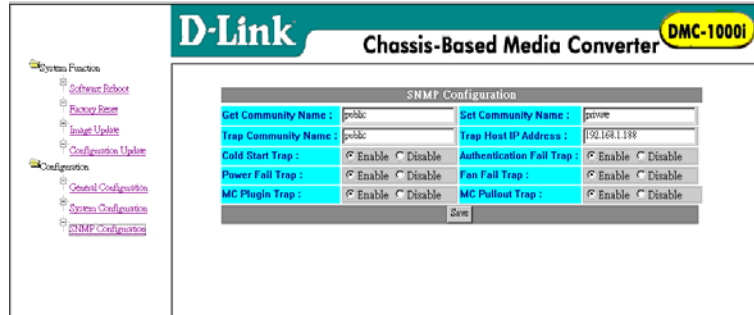 D-Link
Chassis-Based Media Converter
DMC-1000i
System Function
Software Reboot
Factory Reset
Image Update
Configuration Update
Configuration
General Configuration
System Configuration
SNMP Configuration
SNMP Configuration
Get Community Name : public Set Community Name : private
Trap Community Name : public Trap Host IP Address : 192.168.1.188
Cold Start Trap : Enable Disable Authentication Fail Trap : Enable Disable
Power Fail Trap : Enable Disable Fan Fail Trap : Enable Disable
MC Plugin Trap : Enable Disable MC Pullout Trap : Enable Disable
Save